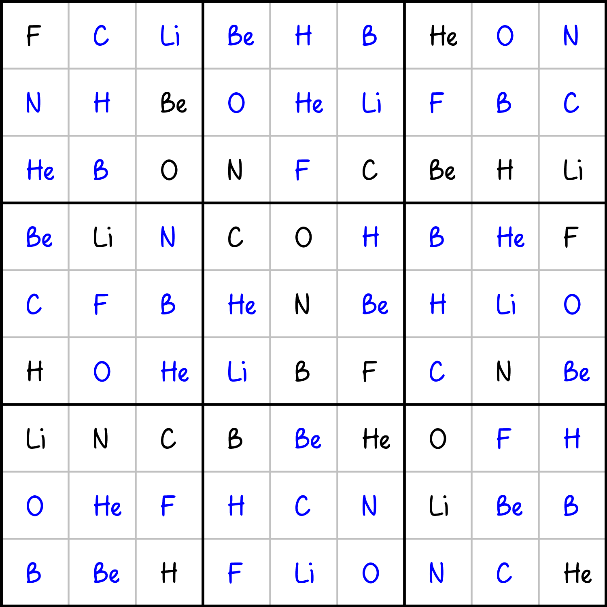 F C Li Be H B He O N
N H Be O He Li F B C
He B O N F C Be H Li
Be Li N C O H B He F
C F B He N Be H Li O
H O He Li B F C N Be
Li N C B Be He O F H
O He F H C N Li Be B
B Be H F Li O N C He